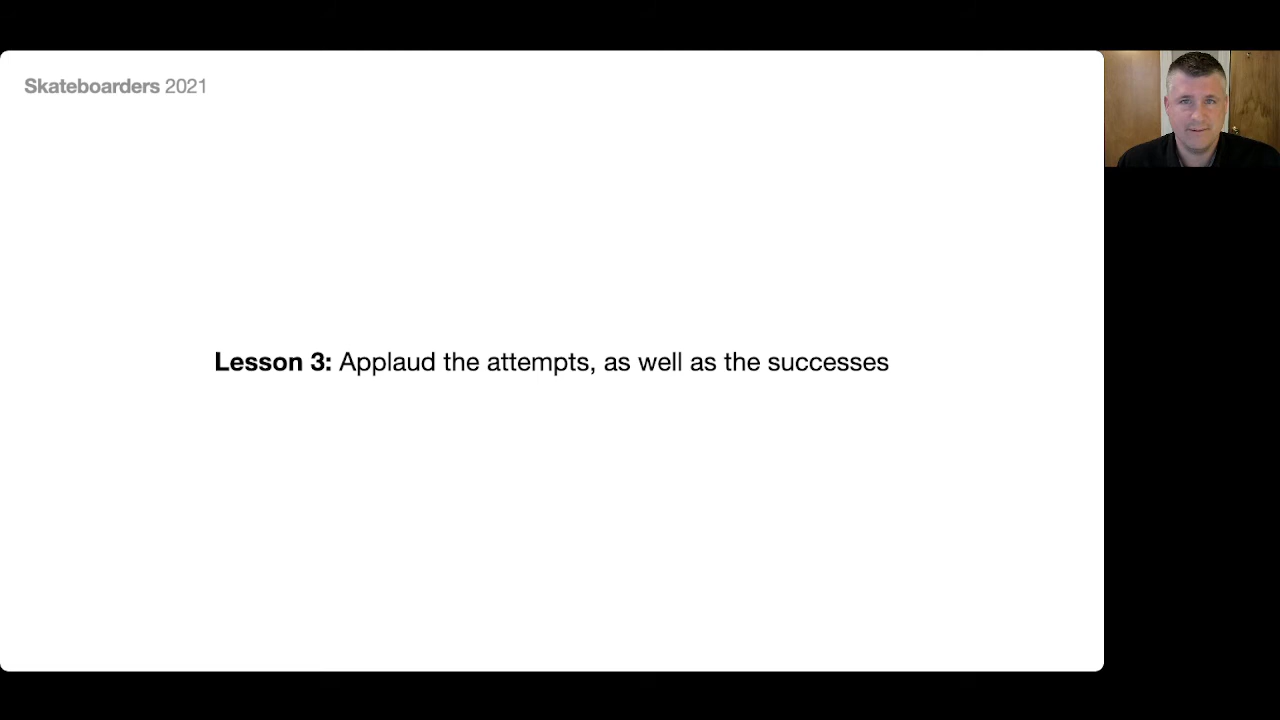 Skateboarders 2021
Lesson 3: Applaud the attempts, as well as the successes